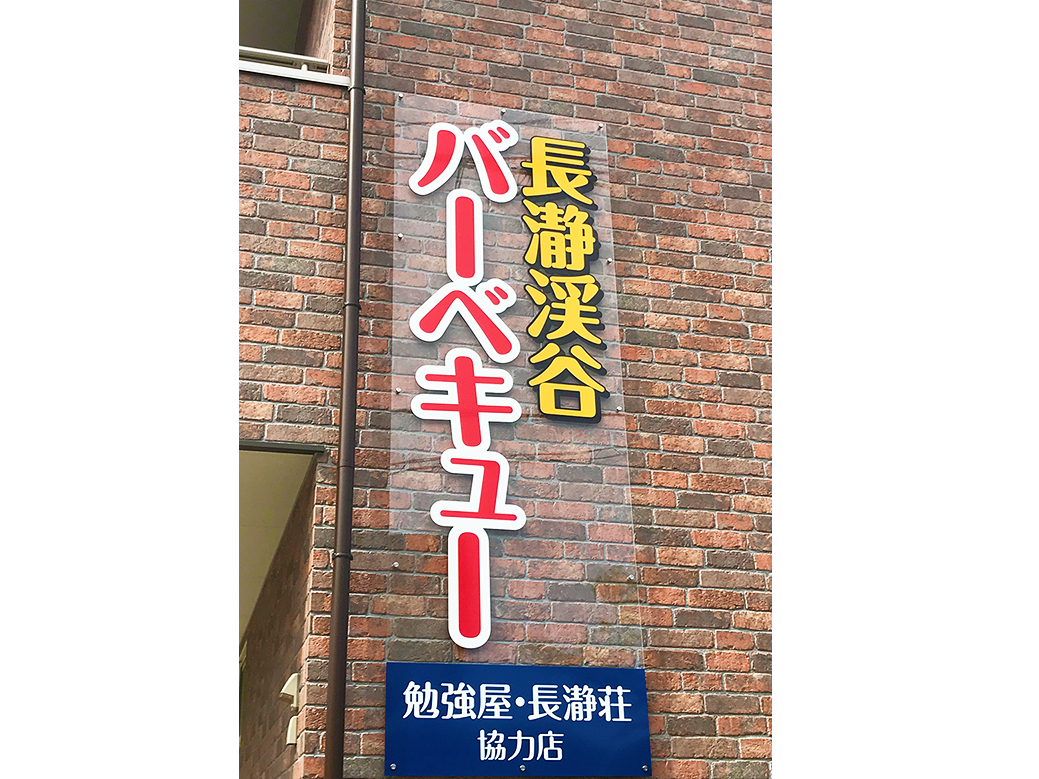 長瀞渓谷
バーベキュー
勉強屋・長瀞荘
協力店